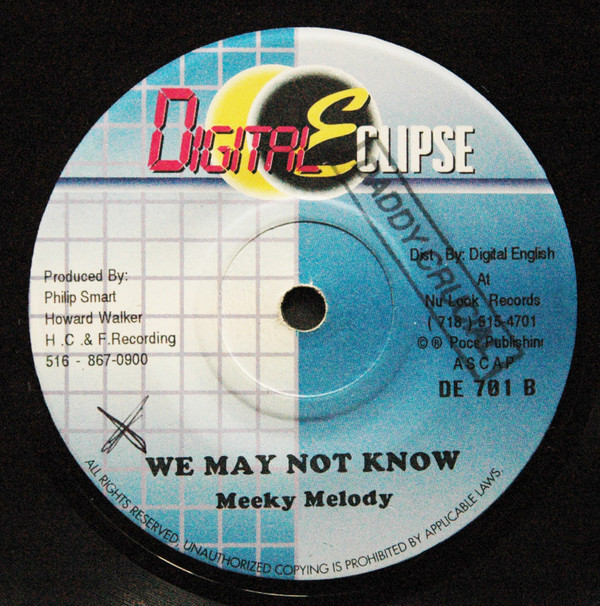 DIGITAL ECLIPSE
Produced By:
Philip Smart
Howard Walker
H .C .& F.Recording
516 - 867-0900
Dist. By: Digital English
At
Nu Look Records
( 718 ) 515-4701
© ® Poce Publishin
A S C A P
DE 701 B
WE MAY NOT KNOW
Meeky Melody
ALL RIGHTS RESERVED, UNAUTHORIZED COPYING IS PROHIBITED BY APPLICABLE LAWS.